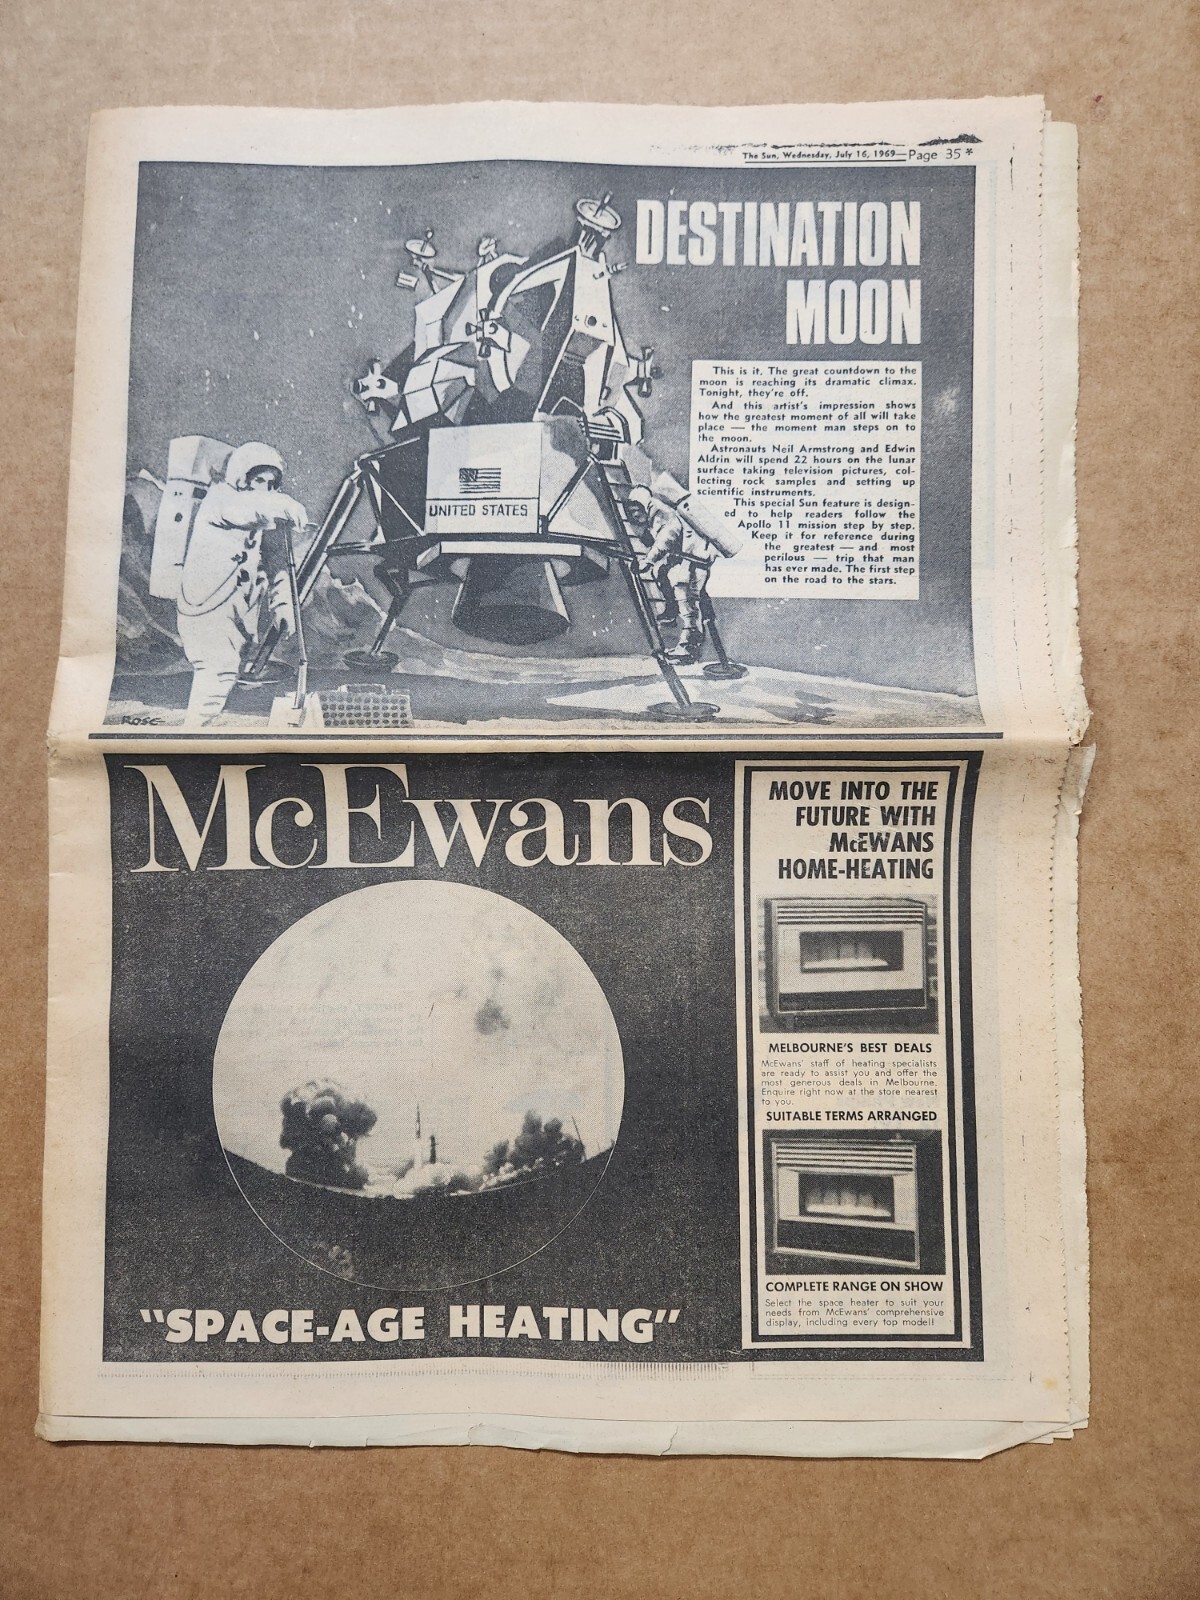 The Sun, Wednesday, July 16, 1969—Page 35*
DESTINATION
MOON
This is it. The great countdown to the
moon is reaching its dramatic climax.
Tonight, they're off.
And this artist's impression shows
how the greatest moment of all will take
place — the moment man steps on to
the moon.
Astronauts Neil Armstrong and Edwin
Aldrin will spend 22 hours on the lunar
surface taking television pictures, col-
lecting rock samples and setting up
scientific instruments.
This special Sun feature is design-
ed to help readers follow the
Apollo 11 mission step by step.
Keep it for reference during
the greatest — and most
perilous — trip that man
has ever made. The first step
on the road to the stars.
UNITED STATES
ROSE
McEwans
"SPACE-AGE HEATING"
MOVE INTO THE
FUTURE WITH
McEWANS
HOME-HEATING
MELBOURNE'S BEST DEALS
McEwans' staff of heating specialists
are ready to assist you and offer the
most generous deals in Melbourne.
Enquire right now at the store nearest
to you.
SUITABLE TERMS ARRANGED
COMPLETE RANGE ON SHOW
Select the space heater to suit your
needs from McEwans' comprehensive
display, including every top model!